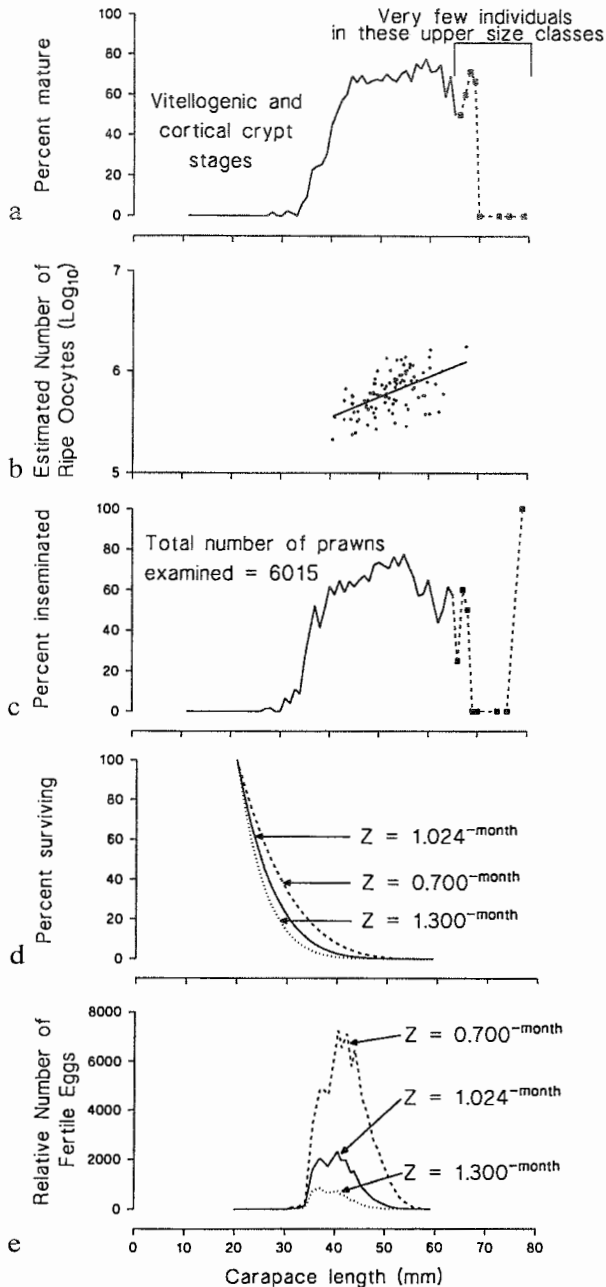 Very few individuals
in these upper size classes
100
80
60
40
20
0
Percent mature
Vitellogenic and
cortical crypt
stages
a
7
6
5
Estimated Number of
Ripe Oocytes (Log10)
b
100
80
60
40
20
0
Percent inseminated
Total number of prawns
examined = 6015
c
100
80
60
40
20
0
Percent surviving
Z = 1.024-month
Z = 0.700-month
Z = 1.300-month
d
8000
6000
4000
2000
0
Relative Number of
Fertile Eggs
Z = 0.700-month
Z = 1.024-month
Z = 1.300-month
e
0 10 20 30 40 50 60 70 80
Carapace length (mm)